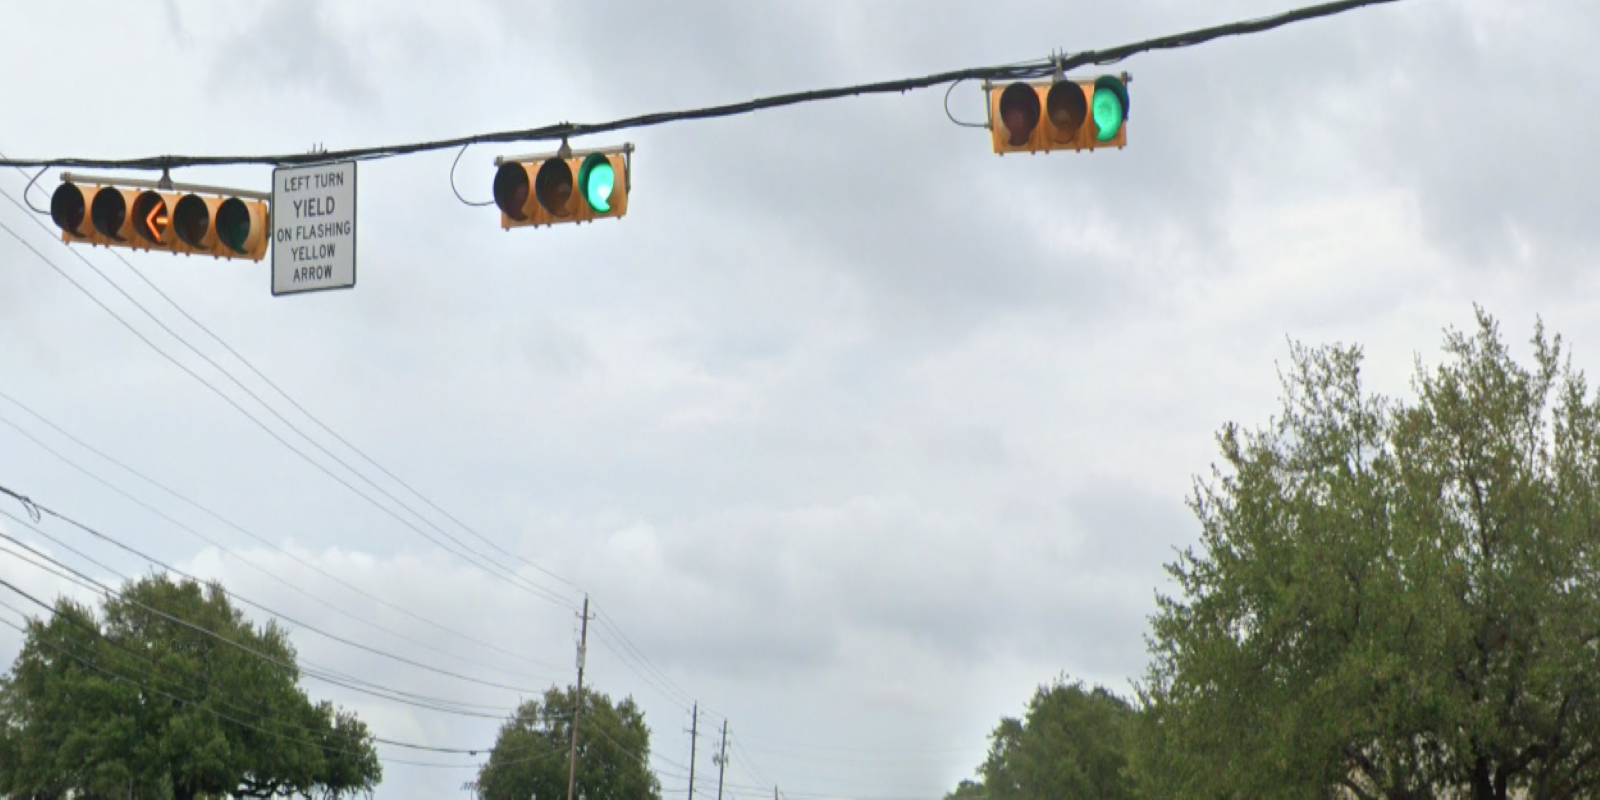 LEFT TURN
YIELD
ON FLASHING
YELLOW
ARROW